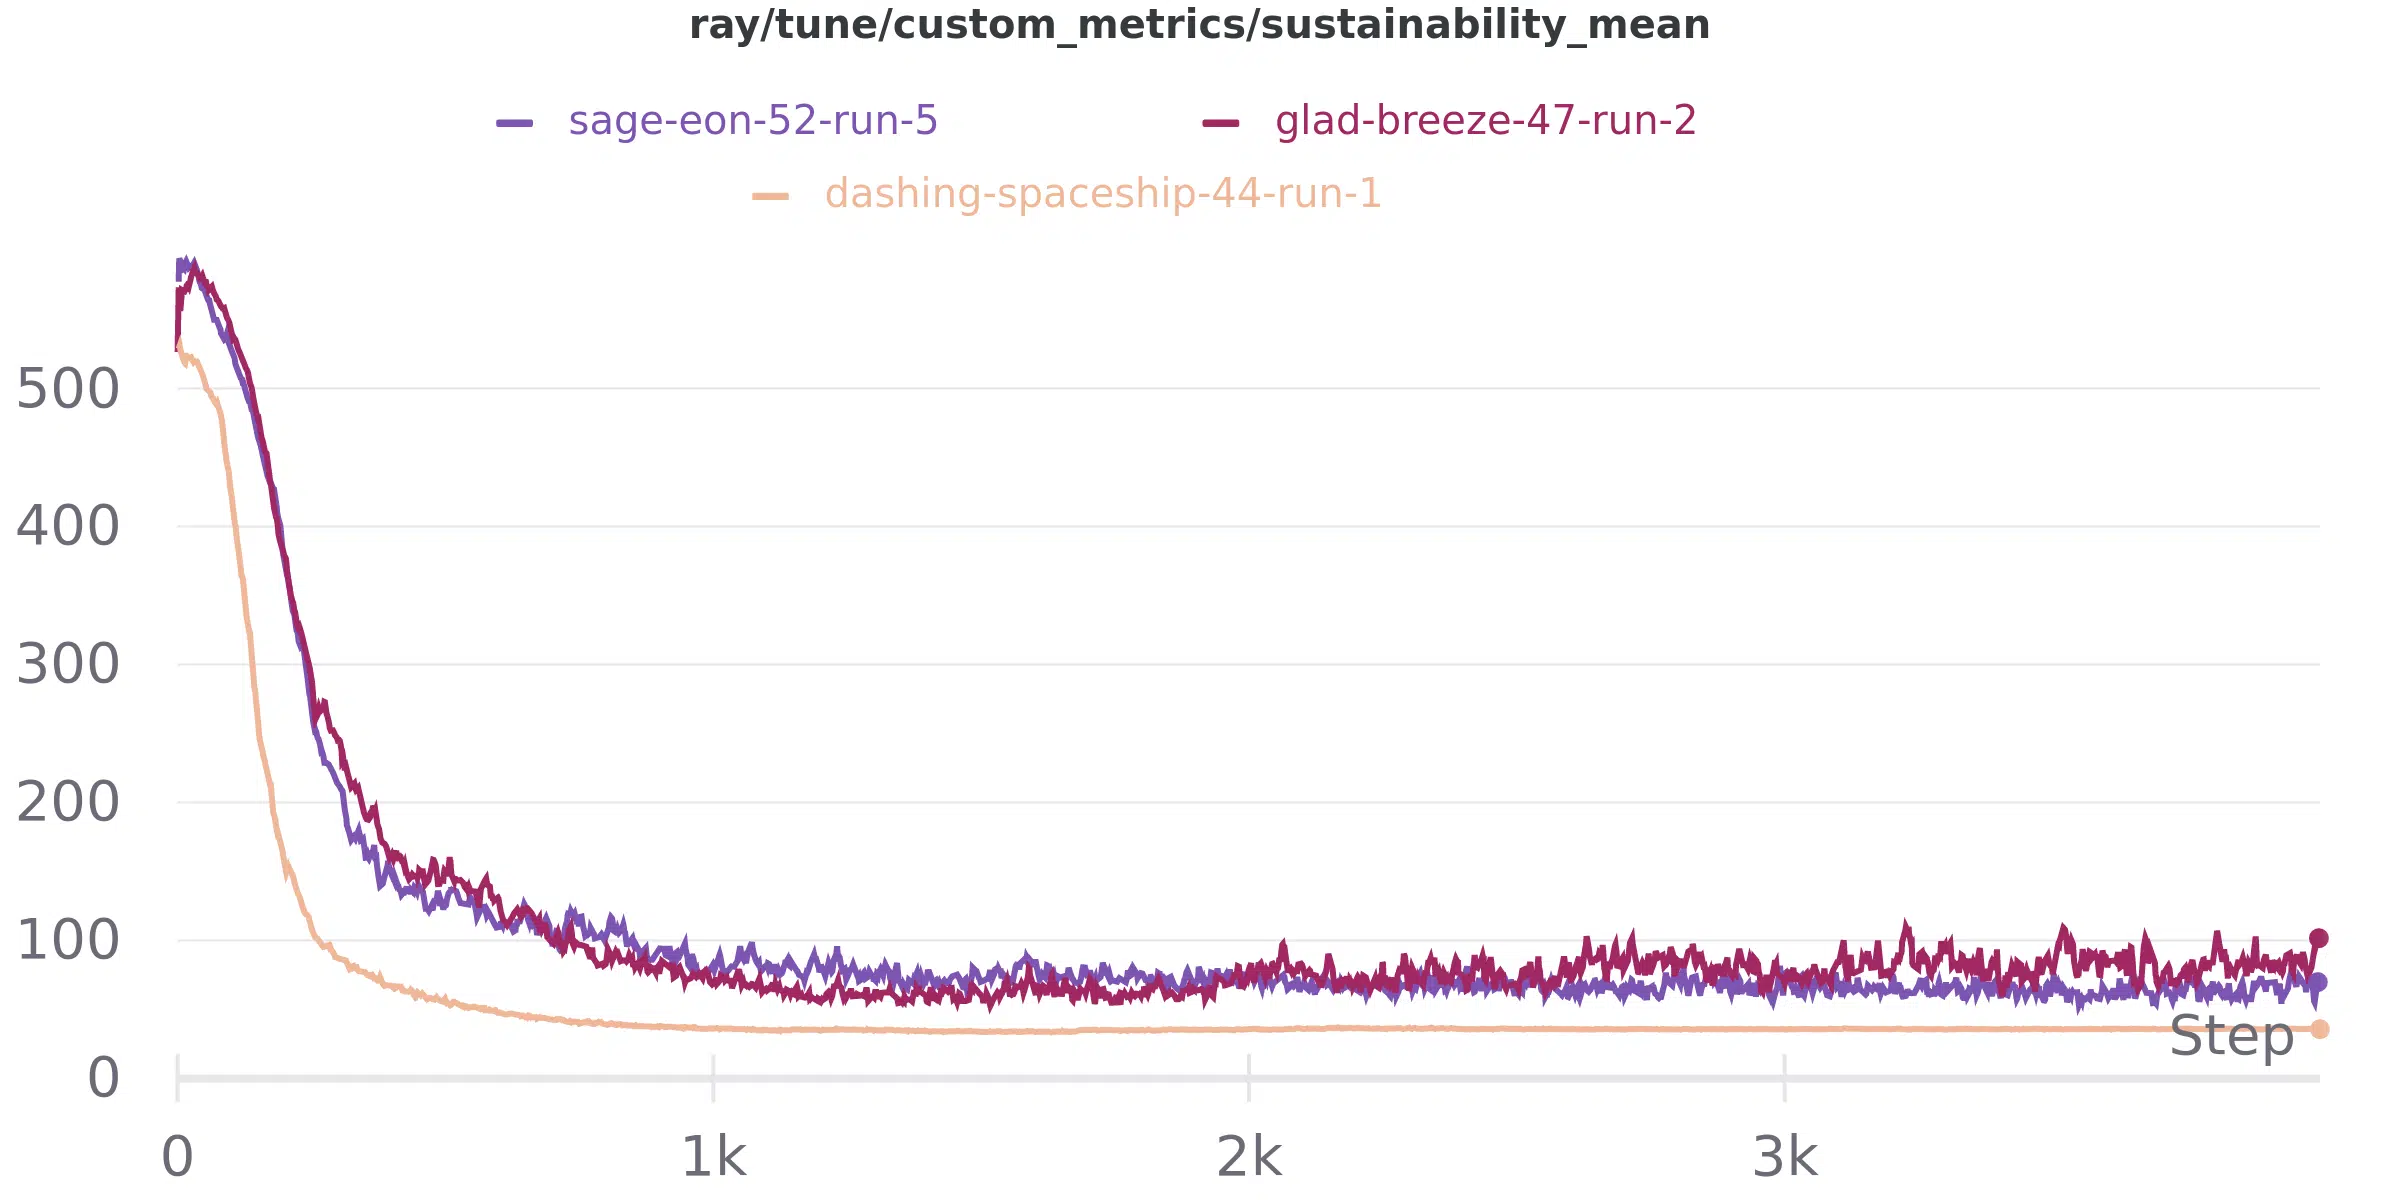 ray/tune/custom_metrics/sustainability_mean
sage-eon-52-run-5 glad-breeze-47-run-2
dashing-spaceship-44-run-1
500
400
300
200
100
Step
0
0 1k 2k 3k